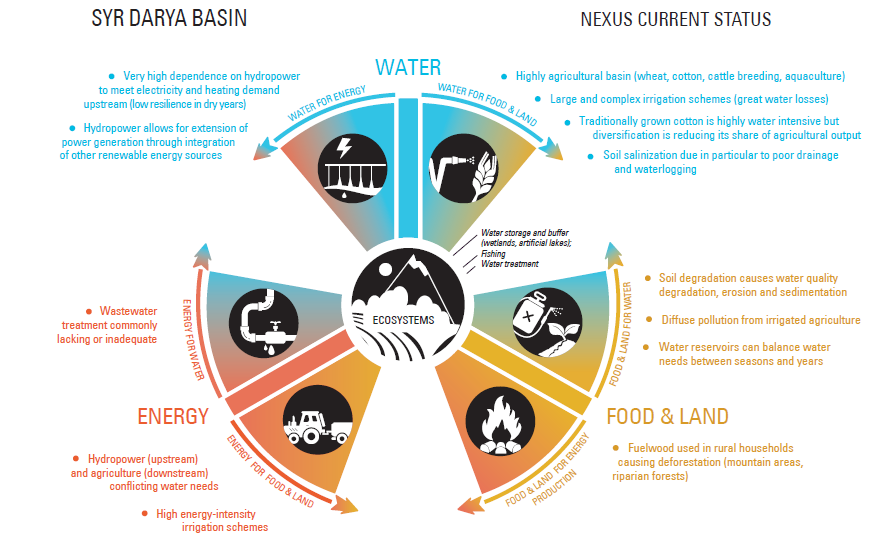 SYR DARYA BASIN
NEXUS CURRENT STATUS
WATER
● Very high dependence on hydropower
to meet electricity and heating demand
upstream (low resilience in dry years)
● Hydropower allows for extension of
power generation through integration
of other renewable energy sources
WATER FOR ENERGY
WATER FOR FOOD & LAND
● Highly agricultural basin (wheat, cotton, cattle breeding, aquaculture)
● Large and complex irrigation schemes (great water losses)
● Traditionally grown cotton is highly water intensive but
diversification is reducing its share of agricultural output
● Soil salinization due in particular to poor drainage
and waterlogging
Water storage and buffer
(wetlands, artificial lakes);
Fishing
Water treatment
ECOSYSTEMS
● Wastewater
treatment commonly
lacking or inadequate
ENERGY FOR WATER
FOOD & LAND FOR WATER
● Soil degradation causes water quality
degradation, erosion and sedimentation
● Diffuse pollution from irrigated agriculture
● Water reservoirs can balance water
needs between seasons and years
ENERGY
● Hydropower (upstream)
and agriculture (downstream)
conflicting water needs
● High energy-intensity
irrigation schemes
ENERGY FOR FOOD & LAND
FOOD & LAND FOR ENERGY
PRODUCTION
FOOD & LAND
● Fuelwood used in rural households
causing deforestation (mountain areas,
riparian forests)